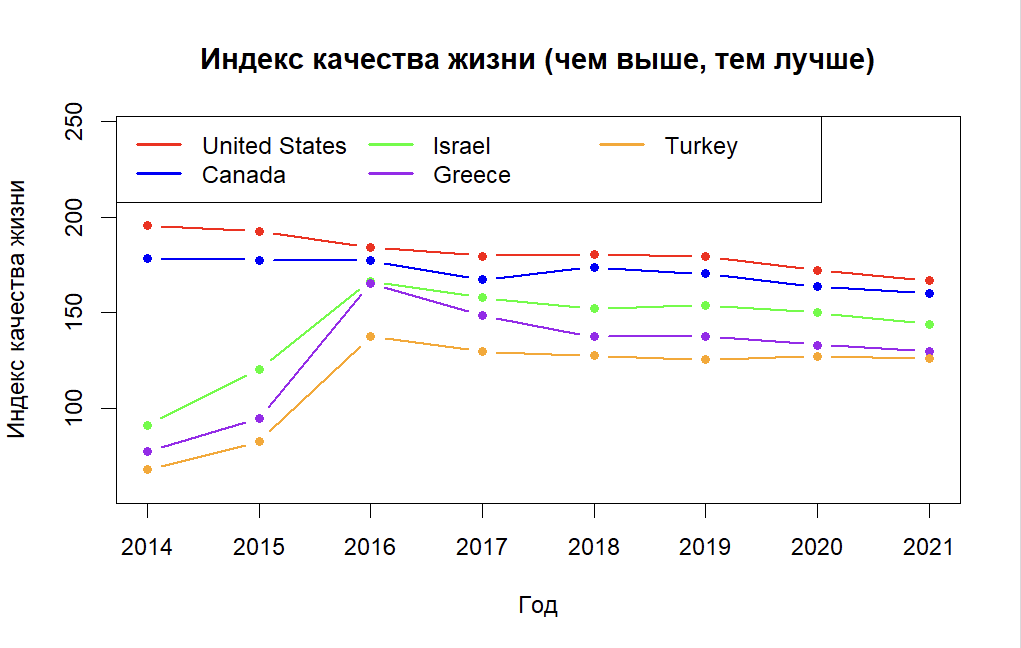 Индекс качества жизни (чем выше, тем лучше)
Индекс качества жизни
250
200
150
100
United States
Canada
Israel
Greece
Turkey
2014 2015 2016 2017 2018 2019 2020 2021
Год